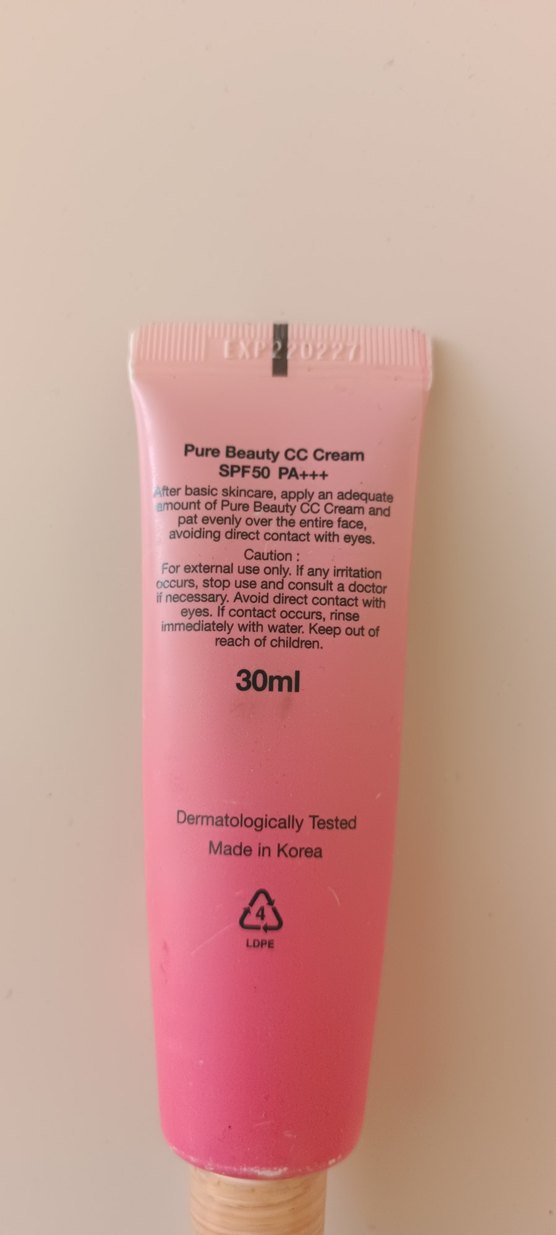 EXP220227
Pure Beauty CC Cream
SPF50 PA+++
After basic skincare, apply an adequate
amount of Pure Beauty CC Cream and
pat evenly over the entire face,
avoiding direct contact with eyes.
Caution :
For external use only. If any irritation
occurs, stop use and consult a doctor
if necessary. Avoid direct contact with
eyes. If contact occurs, rinse
immediately with water. Keep out of
reach of children.
30ml
Dermatologically Tested
Made in Korea
4
LDPE